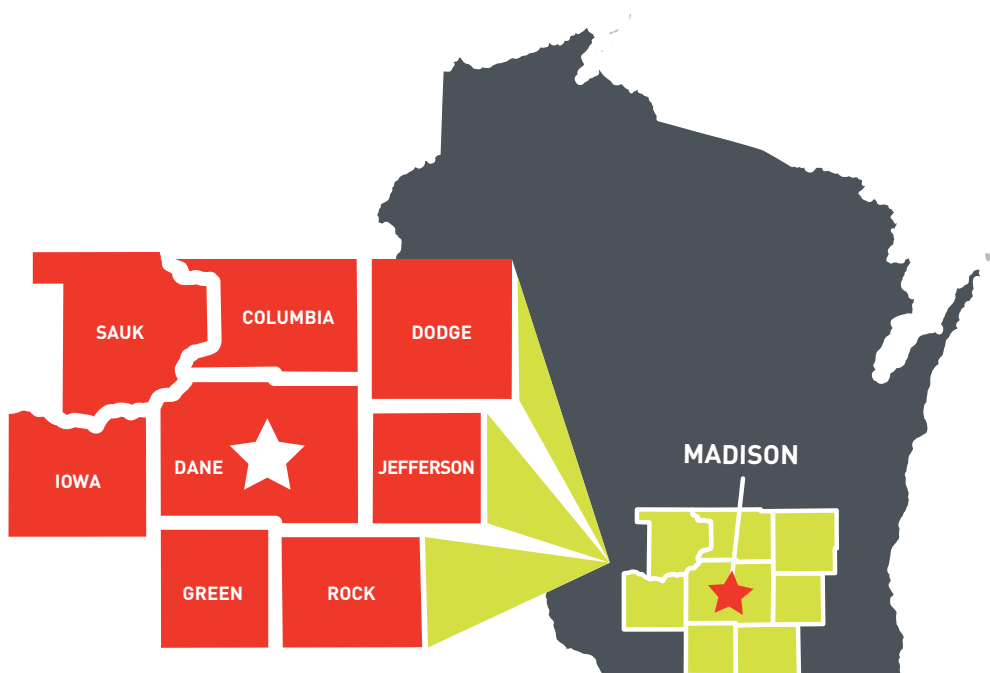 SAUK
COLUMBIA
DODGE
IOWA
DANE
JEFFERSON
GREEN
ROCK
MADISON